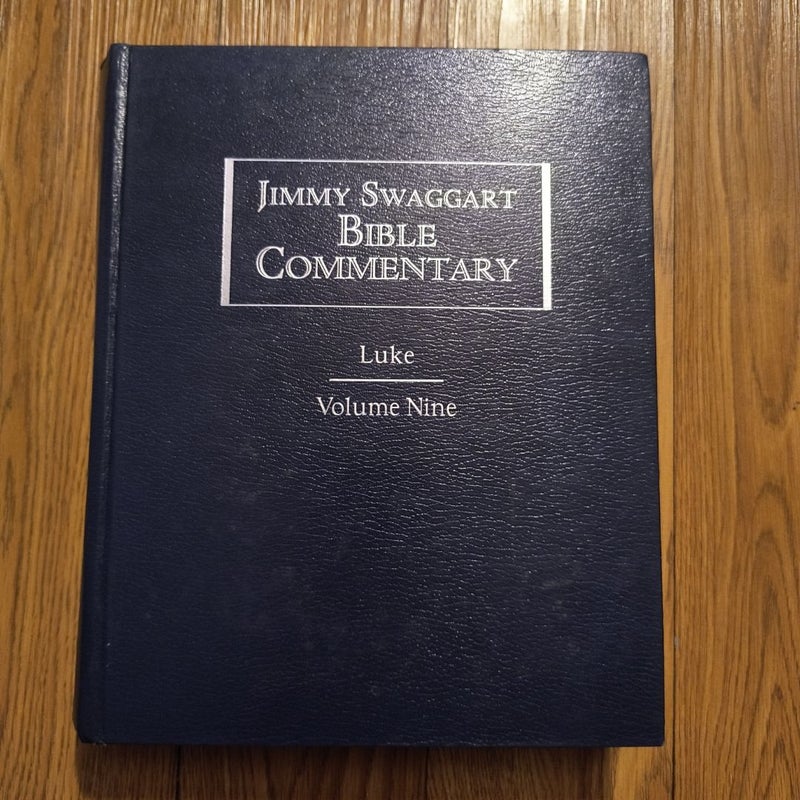 JIMMY SWAGGART
BIBLE
COMMENTARY
Luke
Volume Nine